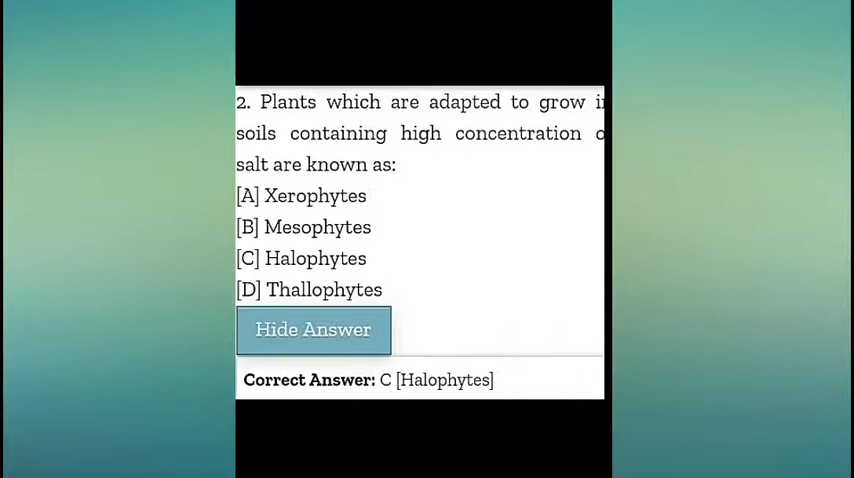 2. Plants which are adapted to grow i
soils containing high concentration o
salt are known as:
[A] Xerophytes
[B] Mesophytes
[C] Halophytes
[D] Thallophytes
Hide Answer
Correct Answer: C [Halophytes]